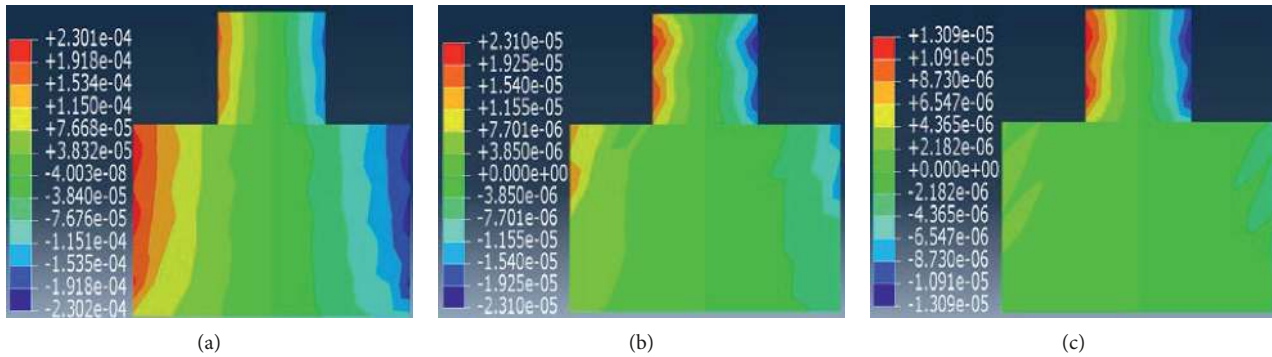 +2.301e-04
+1.918e-04
+1.534e-04
+1.150e-04
+7.668e-05
+3.832e-05
-4.003e-08
-3.840e-05
-7.676e-05
-1.151e-04
-1.535e-04
-1.918e-04
-2.302e-04
(a)
+2.310e-05
+1.925e-05
+1.540e-05
+1.155e-05
+7.701e-06
+3.850e-06
+0.000e+00
-3.850e-06
-7.701e-06
-1.155e-05
-1.540e-05
-1.925e-05
-2.310e-05
(b)
+1.309e-05
+1.091e-05
+8.730e-06
+6.547e-06
+4.365e-06
+2.182e-06
+0.000e+00
-2.182e-06
-4.365e-06
-6.547e-06
-8.730e-06
-1.091e-05
-1.309e-05
(c)